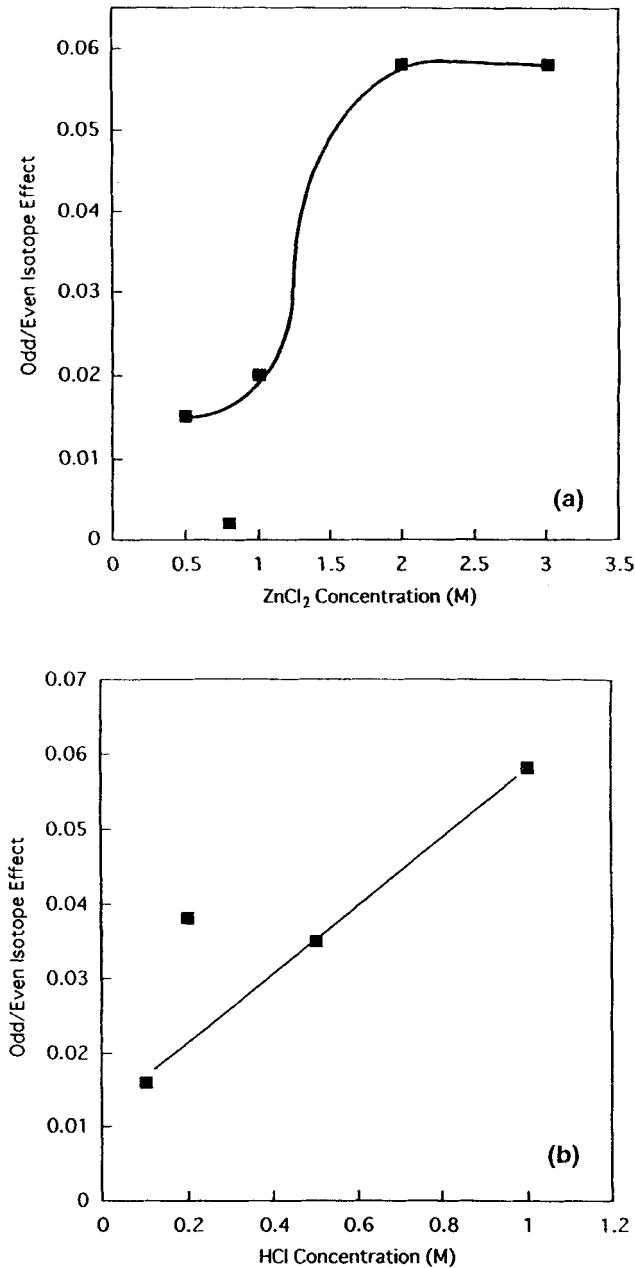 0.06
0.05
0.04
0.03
0.02
0.01
0
Odd/Even Isotope Effect
(a)
0 0.5 1 1.5 2 2.5 3 3.5
ZnCl₂ Concentration (M)
0.07
0.06
0.05
0.04
0.03
0.02
0.01
0
Odd/Even Isotope Effect
(b)
0 0.2 0.4 0.6 0.8 1 1.2
HCl Concentration (M)